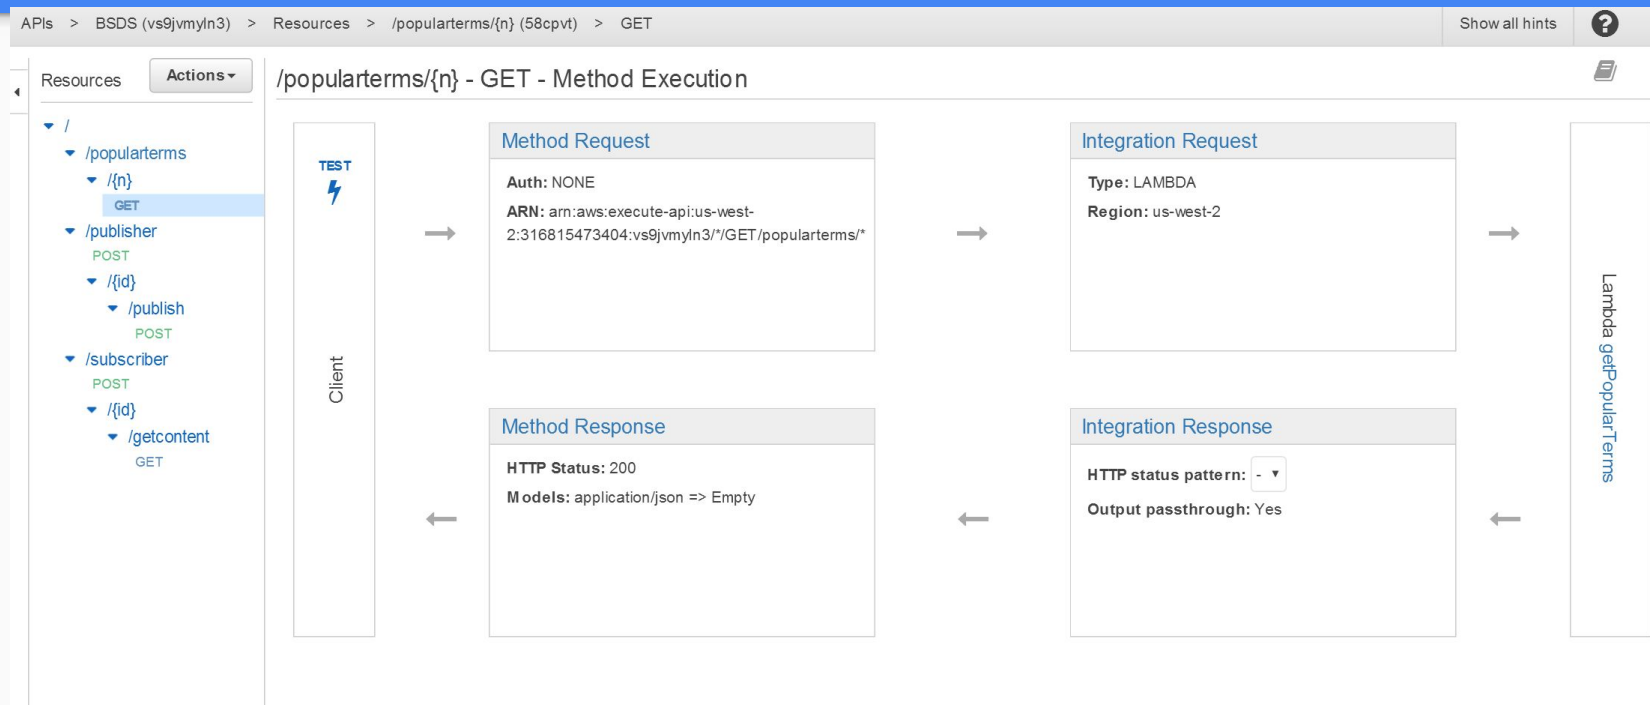 APIs > BSDS (vs9jvmyln3) > Resources > /popularterms/{n} (58cpvt) > GET
Show all hints
Resources
Actions
/
/popularterms
/{n}
GET
/publisher
POST
/{id}
/publish
POST
/subscriber
POST
/{id}
/getcontent
GET
/popularterms/{n} - GET - Method Execution
TEST
Client
Method Request
Auth: NONE
ARN: arn:aws:execute-api:us-west-
2:316815473404:vs9jvmyln3/*/GET/popularterms/*
Integration Request
Type: LAMBDA
Region: us-west-2
Lambda getPopularTerms
Method Response
HTTP Status: 200
Models: application/json => Empty
Integration Response
HTTP status pattern: -
Output passthrough: Yes